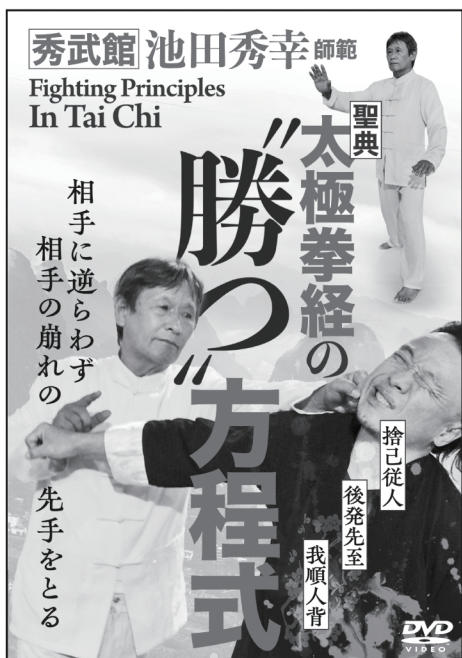 秀武館 池田秀幸 師範
Fighting Principles
In Tai Chi
聖典
太極拳経の
〝勝つ〟
方程式
相手に逆らわず
相手の崩れの
先手をとる
捨己従人
後発先至
我順人背
DVD
VIDEO